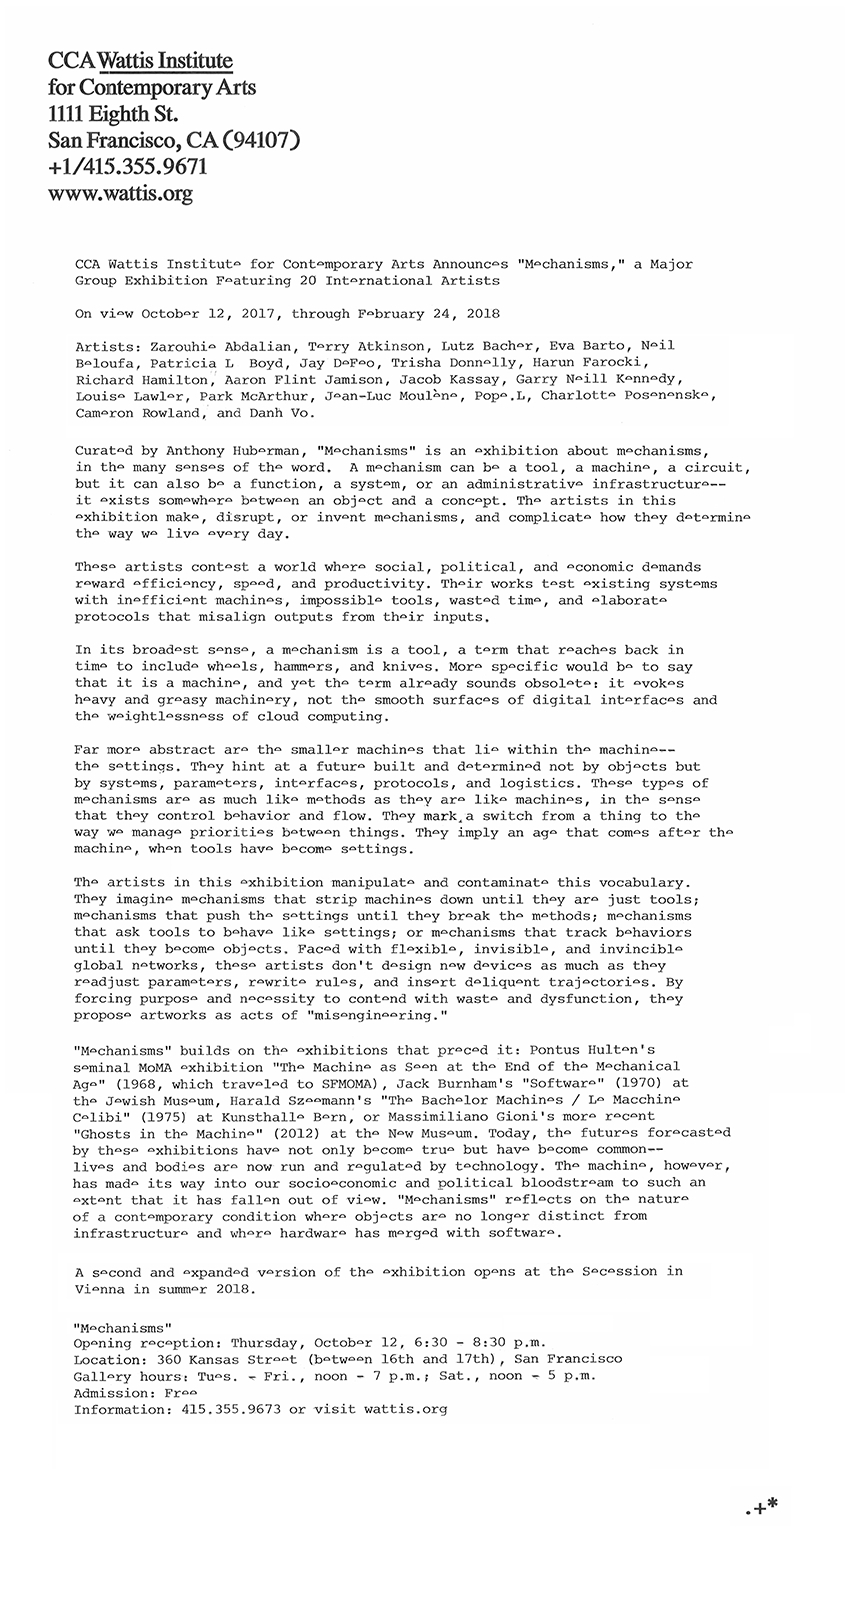 CCA Wattis Institute
for Contemporary Arts
1111 Eighth St.
San Francisco, CA (94107)
+1/415.355.9671
www.wattis.org
CCA Wattis Institute for Contemporary Arts Announces "Mechanisms," a Major
Group Exhibition Featuring 20 International Artists
On view October 12, 2017, through February 24, 2018
Artists: Zarouhie Abdalian, Terry Atkinson, Lutz Bacher, Eva Barto, Neil
Beloufa, Patricia L Boyd, Jay DeFeo, Trisha Donnelly, Harun Farocki,
Richard Hamilton, Aaron Flint Jamison, Jacob Kassay, Garry Neill Kennedy,
Louise Lawler, Park McArthur, Jean-Luc Moulène, Pope.L, Charlotte Posenenske,
Cameron Rowland, and Danh Vo.
Curated by Anthony Huberman, "Mechanisms" is an exhibition about mechanisms,
in the many senses of the word. A mechanism can be a tool, a machine, a circuit,
but it can also be a function, a system, or an administrative infrastructure--
it exists somewhere between an object and a concept. The artists in this
exhibition make, disrupt, or invent mechanisms, and complicate how they determine
the way we live every day.
These artists contest a world where social, political, and economic demands
reward efficiency, speed, and productivity. Their works test existing systems
with inefficient machines, impossible tools, wasted time, and elaborate
protocols that misalign outputs from their inputs.
In its broadest sense, a mechanism is a tool, a term that reaches back in
time to include wheels, hammers, and knives. More specific would be to say
that it is a machine, and yet the term already sounds obsolete: it evokes
heavy and greasy machinery, not the smooth surfaces of digital interfaces and
the weightlessness of cloud computing.
Far more abstract are the smaller machines that lie within the machine--
the settings. They hint at a future built and determined not by objects but
by systems, parameters, interfaces, protocols, and logistics. These types of
mechanisms are as much like methods as they are like machines, in the sense
that they control behavior and flow. They mark a switch from a thing to the
way we manage priorities between things. They imply an age that comes after the
machine, when tools have become settings.
The artists in this exhibition manipulate and contaminate this vocabulary.
They imagine mechanisms that strip machines down until they are just tools;
mechanisms that push the settings until they break the methods; mechanisms
that ask tools to behave like settings; or mechanisms that track behaviors
until they become objects. Faced with flexible, invisible, and invincible
global networks, these artists don't design new devices as much as they
readjust parameters, rewrite rules, and insert deliquent trajectories. By
forcing purpose and necessity to contend with waste and dysfunction, they
propose artworks as acts of "misengineering."
"Mechanisms" builds on the exhibitions that preced it: Pontus Hulten's
seminal MoMA exhibition "The Machine as Seen at the End of the Mechanical
Age" (1968, which traveled to SFMOMA), Jack Burnham's "Software" (1970) at
the Jewish Museum, Harald Szeemann's "The Bachelor Machines / Le Macchine
Celibi" (1975) at Kunsthalle Bern, or Massimiliano Gioni's more recent
"Ghosts in the Machine" (2012) at the New Museum. Today, the futures forecasted
by these exhibitions have not only become true but have become common--
lives and bodies are now run and regulated by technology. The machine, however,
has made its way into our socioeconomic and political bloodstream to such an
extent that it has fallen out of view. "Mechanisms" reflects on the nature
of a contemporary condition where objects are no longer distinct from
infrastructure and where hardware has merged with software.
A second and expanded version of the exhibition opens at the Secession in
Vienna in summer 2018.
"Mechanisms"
Opening reception: Thursday, October 12, 6:30 - 8:30 p.m.
Location: 360 Kansas Street (between 16th and 17th), San Francisco
Gallery hours: Tues. - Fri., noon - 7 p.m.; Sat., noon - 5 p.m.
Admission: Free
Information: 415.355.9673 or visit wattis.org
.+*